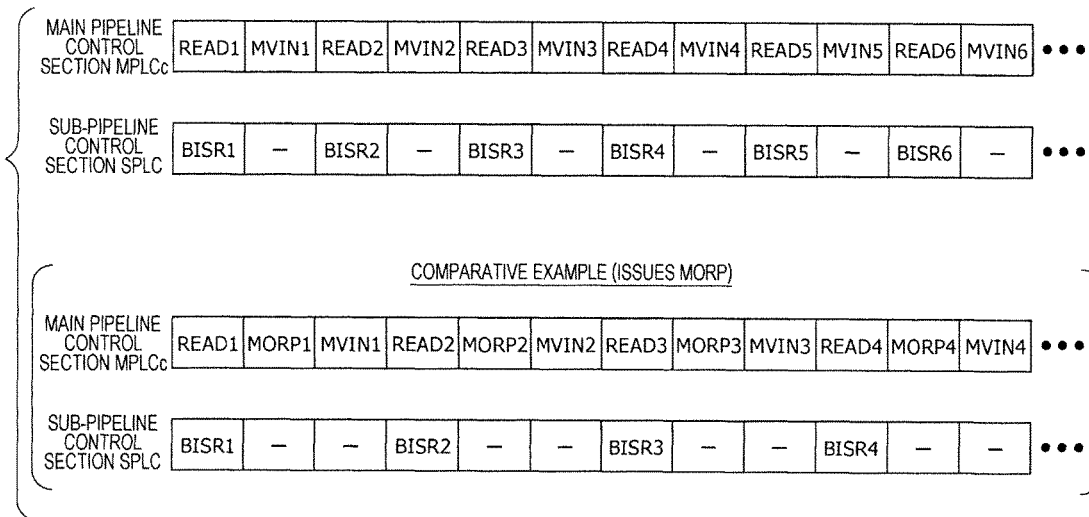 MAIN PIPELINE
CONTROL
SECTION MPLCc
READ1 MVIN1 READ2 MVIN2 READ3 MVIN3 READ4 MVIN4 READ5 MVIN5 READ6 MVIN6 •••
SUB-PIPELINE
CONTROL
SECTION SPLC
BISR1 – BISR2 – BISR3 – BISR4 – BISR5 – BISR6 – •••
COMPARATIVE EXAMPLE (ISSUES MORP)
MAIN PIPELINE
CONTROL
SECTION MPLCc
READ1 MORP1 MVIN1 READ2 MORP2 MVIN2 READ3 MORP3 MVIN3 READ4 MORP4 MVIN4 •••
SUB-PIPELINE
CONTROL
SECTION SPLC
BISR1 – – BISR2 – – BISR3 – – BISR4 – – •••